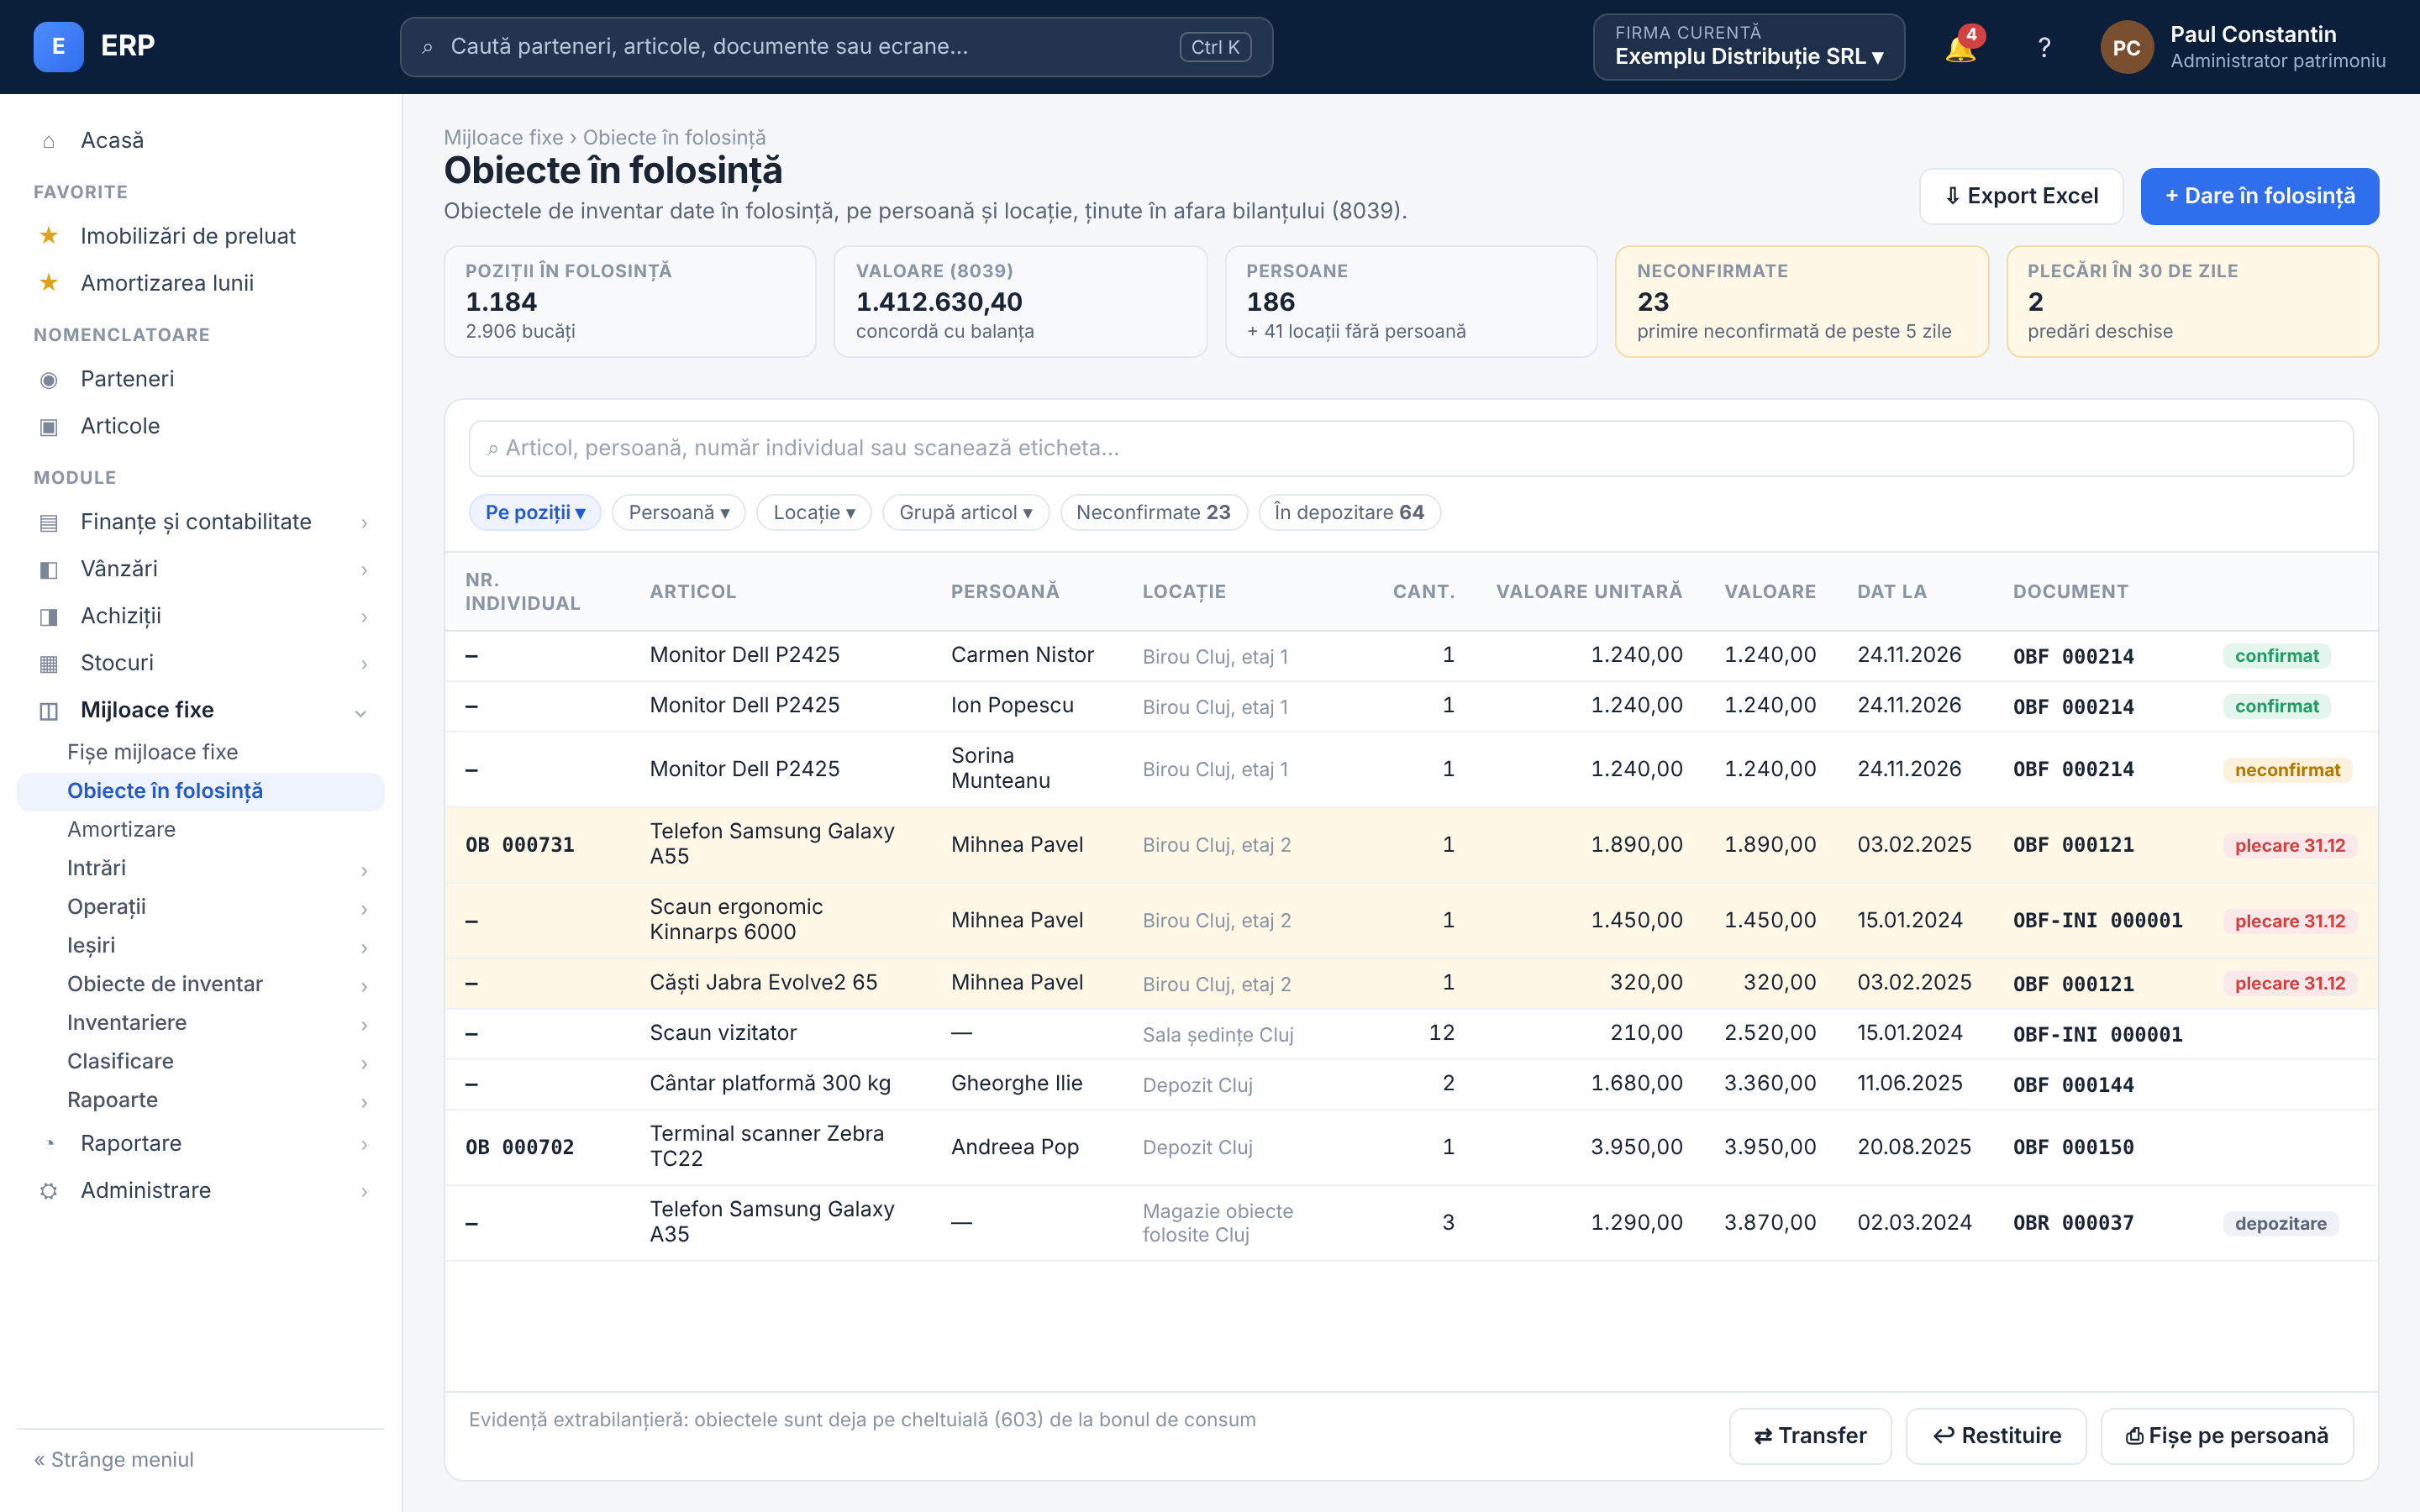 E ERP
Caută parteneri, articole, documente sau ecrane... Ctrl K
FIRMA CURENTĂ
Exemplu Distribuție SRL ▾
4
?
PC
Paul Constantin
Administrator patrimoniu
Acasă
FAVORITE
★ Imobilizări de preluat
★ Amortizarea lunii
NOMENCLATOARE
Parteneri
Articole
MODULE
Finanțe și contabilitate ›
Vânzări ›
Achiziții ›
Stocuri ›
Mijloace fixe
Fișe mijloace fixe
Obiecte în folosință
Amortizare
Intrări ›
Operații ›
Ieșiri ›
Obiecte de inventar ›
Inventariere ›
Clasificare ›
Rapoarte ›
Raportare ›
Administrare ›
« Strânge meniul
Mijloace fixe › Obiecte în folosință
Obiecte în folosință
Obiectele de inventar date în folosință, pe persoană și locație, ținute în afara bilanțului (8039).
⇩ Export Excel
+ Dare în folosință
POZIȚII ÎN FOLOSINȚĂ
1.184
2.906 bucăți
VALOARE (8039)
1.412.630,40
concordă cu balanța
PERSOANE
186
+ 41 locații fără persoană
NECONFIRMATE
23
primire neconfirmată de peste 5 zile
PLECĂRI ÎN 30 DE ZILE
2
predări deschise
Articol, persoană, număr individual sau scanează eticheta...
Pe poziții ▾ Persoană ▾ Locație ▾ Grupă articol ▾ Neconfirmate 23 În depozitare 64
NR. INDIVIDUAL ARTICOL PERSOANĂ LOCAȚIE CANT. VALOARE UNITARĂ VALOARE DAT LA DOCUMENT
– Monitor Dell P2425 Carmen Nistor Birou Cluj, etaj 1 1 1.240,00 1.240,00 24.11.2026 OBF 000214 confirmat
– Monitor Dell P2425 Ion Popescu Birou Cluj, etaj 1 1 1.240,00 1.240,00 24.11.2026 OBF 000214 confirmat
– Monitor Dell P2425 Sorina Munteanu Birou Cluj, etaj 1 1 1.240,00 1.240,00 24.11.2026 OBF 000214 neconfirmat
OB 000731 Telefon Samsung Galaxy A55 Mihnea Pavel Birou Cluj, etaj 2 1 1.890,00 1.890,00 03.02.2025 OBF 000121 plecare 31.12
– Scaun ergonomic Kinnarps 6000 Mihnea Pavel Birou Cluj, etaj 2 1 1.450,00 1.450,00 15.01.2024 OBF-INI 000001 plecare 31.12
– Căști Jabra Evolve2 65 Mihnea Pavel Birou Cluj, etaj 2 1 320,00 320,00 03.02.2025 OBF 000121 plecare 31.12
– Scaun vizitator — Sala ședințe Cluj 12 210,00 2.520,00 15.01.2024 OBF-INI 000001
– Cântar platformă 300 kg Gheorghe Ilie Depozit Cluj 2 1.680,00 3.360,00 11.06.2025 OBF 000144
OB 000702 Terminal scanner Zebra TC22 Andreea Pop Depozit Cluj 1 3.950,00 3.950,00 20.08.2025 OBF 000150
– Telefon Samsung Galaxy A35 — Magazie obiecte folosite Cluj 3 1.290,00 3.870,00 02.03.2024 OBR 000037 depozitare
Evidență extrabilanțieră: obiectele sunt deja pe cheltuială (603) de la bonul de consum
⇄ Transfer
↩ Restituire
⎙ Fișe pe persoană